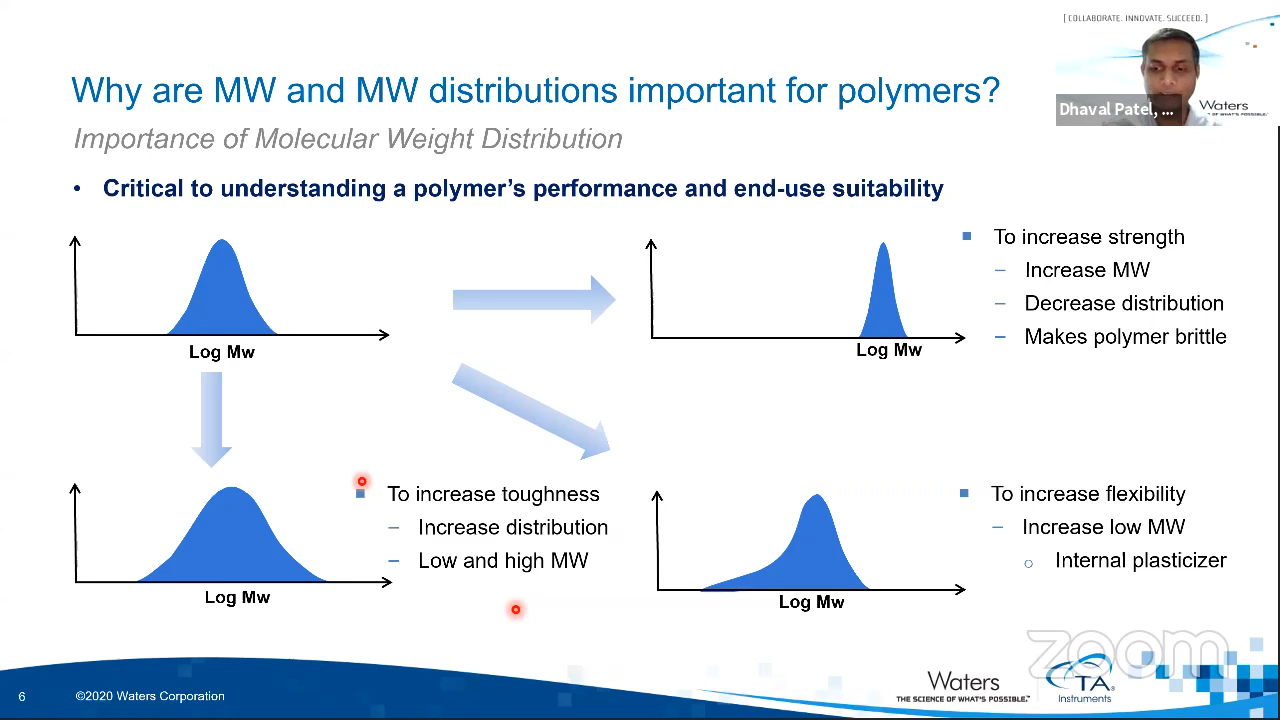 [ COLLABORATE. INNOVATE. SUCCEED. ]
Why are MW and MW distributions important for polymers?
Dhaval Patel, ...
Waters
OF WHAT'S POSSIBLE.™
Importance of Molecular Weight Distribution
• Critical to understanding a polymer's performance and end-use suitability
Log Mw
Log Mw
To increase strength
– Increase MW
– Decrease distribution
– Makes polymer brittle
Log Mw
To increase toughness
– Increase distribution
– Low and high MW
Log Mw
To increase flexibility
– Increase low MW
○ Internal plasticizer
zoom
6
©2020 Waters Corporation
Waters
THE SCIENCE OF WHAT'S POSSIBLE.™
TA
Instruments